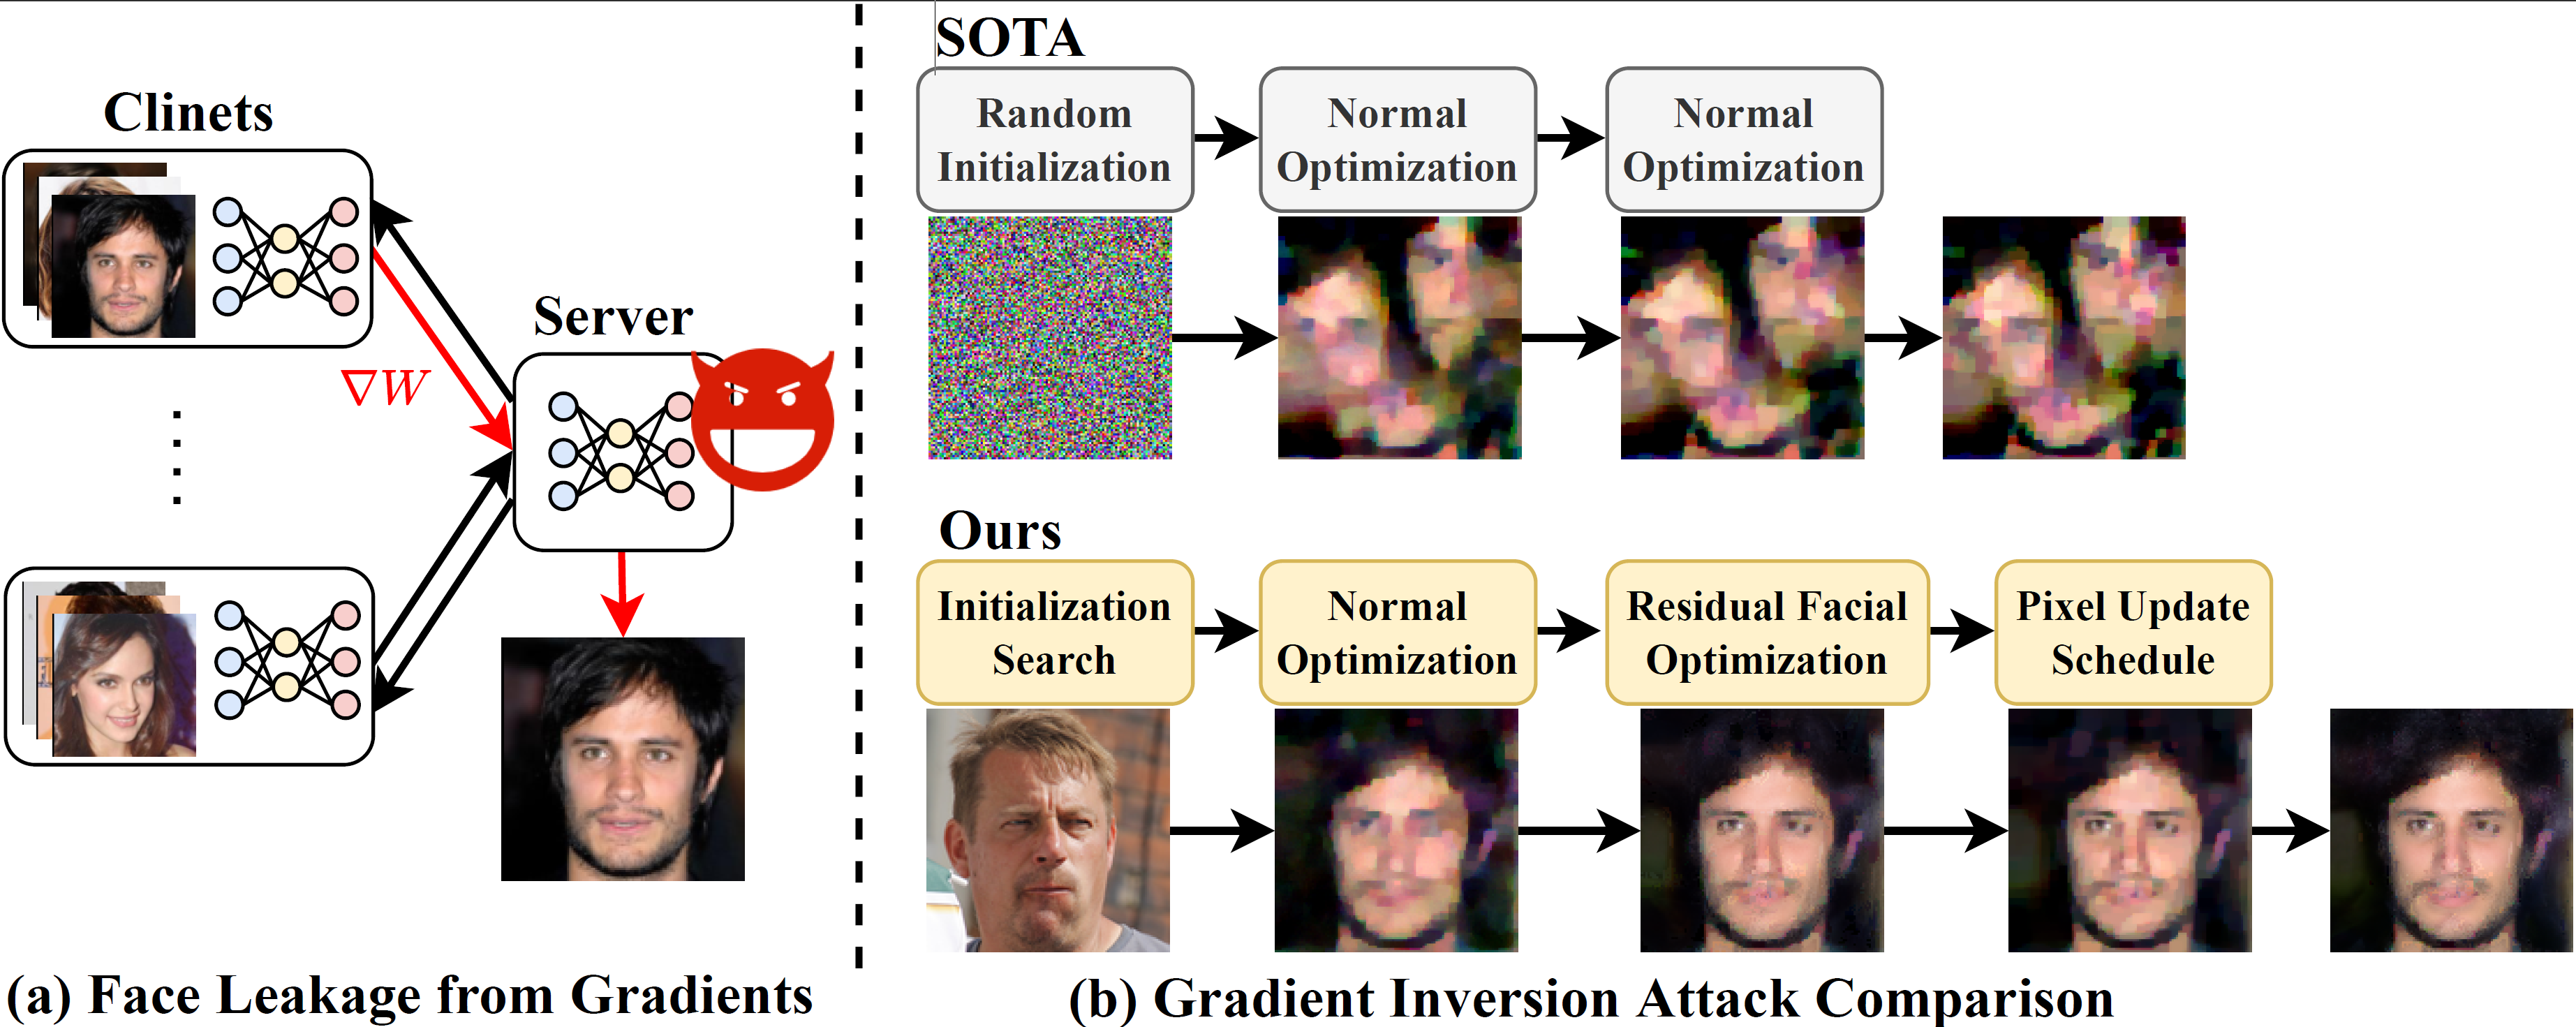 Clinets
∇W
Server
(a) Face Leakage from Gradients
SOTA
Random
Initialization
Normal
Optimization
Normal
Optimization
Ours
Initialization
Search
Normal
Optimization
Residual Facial
Optimization
Pixel Update
Schedule
(b) Gradient Inversion Attack Comparison